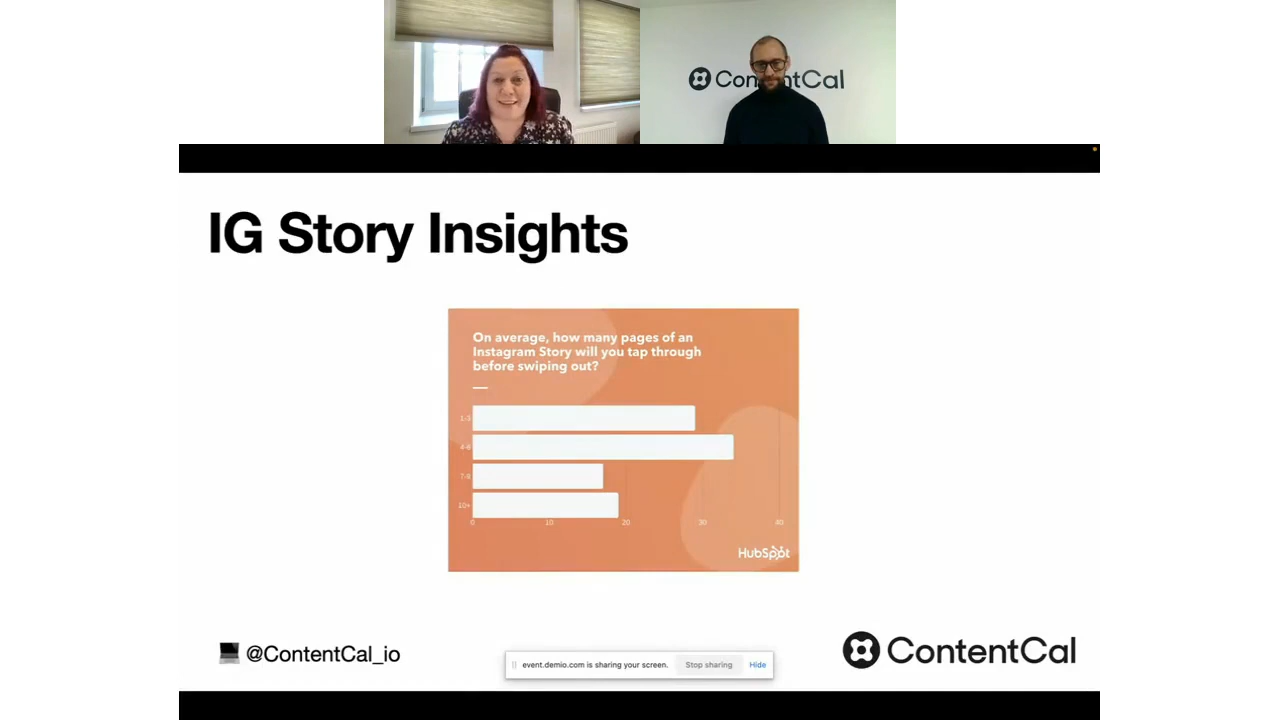 ContentCal
IG Story Insights
On average, how many pages of an
Instagram Story will you tap through
before swiping out?
1-3
4-6
7-9
10+
0 10 20 30 40
HubSpot
@ContentCal_io
event.demio.com is sharing your screen. Stop sharing Hide
ContentCal